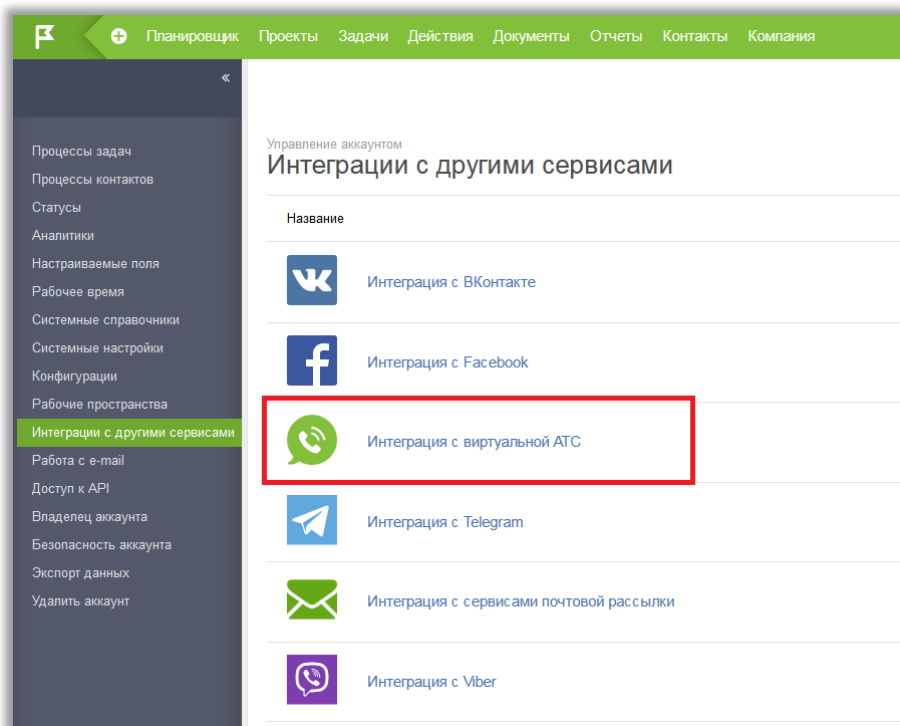 Планировщик Проекты Задачи Действия Документы Отчеты Контакты Компания
«
Процессы задач
Процессы контактов
Статусы
Аналитики
Настраиваемые поля
Рабочее время
Системные справочники
Системные настройки
Конфигурации
Рабочие пространства
Интеграции с другими сервисами
Работа с e-mail
Доступ к API
Владелец аккаунта
Безопасность аккаунта
Экспорт данных
Удалить аккаунт
Управление аккаунтом
Интеграции с другими сервисами
Название
Интеграция с ВКонтакте
Интеграция с Facebook
Интеграция с виртуальной АТС
Интеграция с Telegram
Интеграция с сервисами почтовой рассылки
Интеграция с Viber